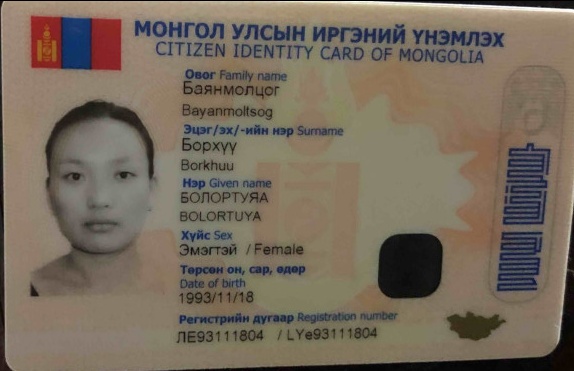 МОНГОЛ УЛСЫН ИРГЭНИЙ ҮНЭМЛЭХ
CITIZEN IDENTITY CARD OF MONGOLIA
Овог Family name
Баянмолцог
Bayanmoltsog
Эцэг/эх/-ийн нэр Surname
Борхүү
Borkhuu
Нэр Given name
БОЛОРТУЯА
BOLORTUYA
Хүйс Sex
Эмэгтэй / Female
Төрсөн он, сар, өдөр
Date of birth
1993/11/18
Регистрийн дугаар Registration number
ЛЕ93111804 / LYe93111804